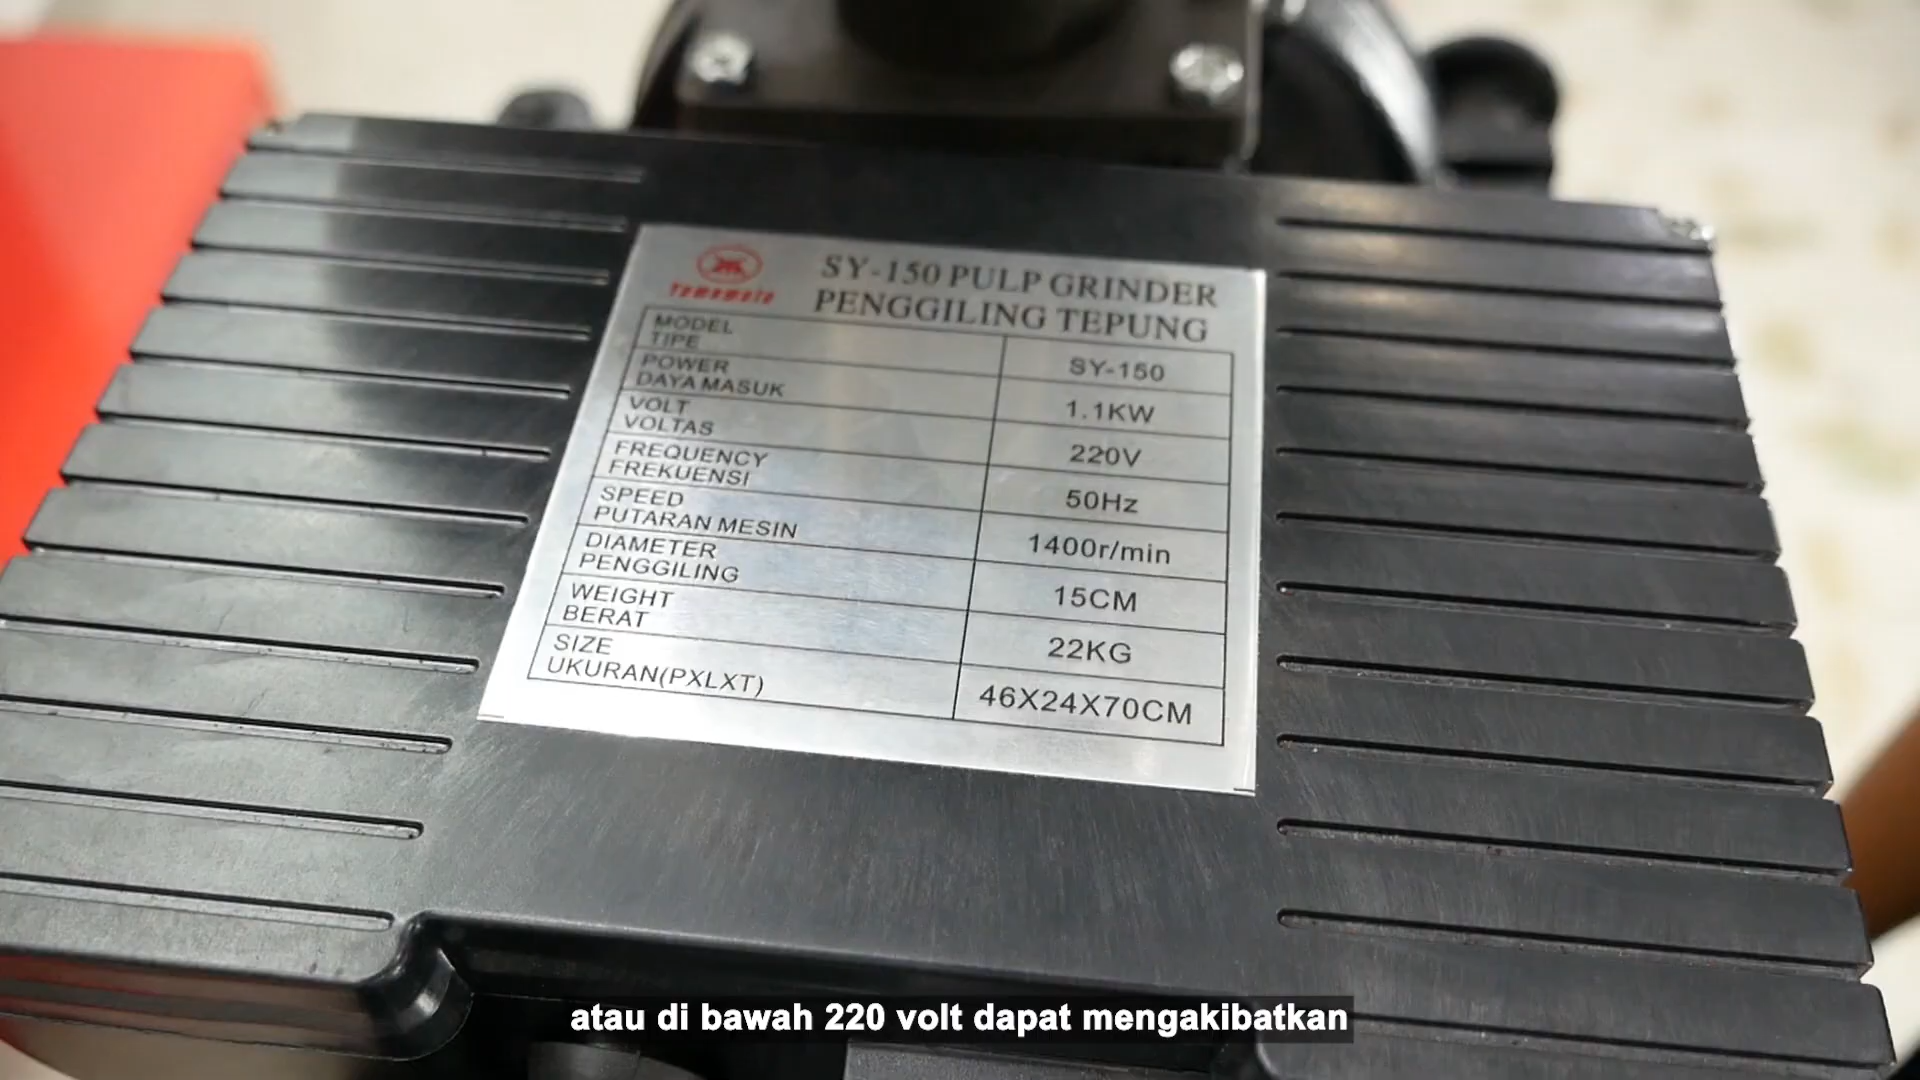 Yamamoto
SY-150 PULP GRINDER
PENGGILING TEPUNG
MODEL
TIPE
SY-150
POWER
DAYA MASUK
1.1KW
VOLT
VOLTAS
220V
FREQUENCY
FREKUENSI
50Hz
SPEED
PUTARAN MESIN
1400r/min
DIAMETER
PENGGILING
15CM
WEIGHT
BERAT
22KG
SIZE
UKURAN(PXLXT)
46X24X70CM
atau di bawah 220 volt dapat mengakibatkan